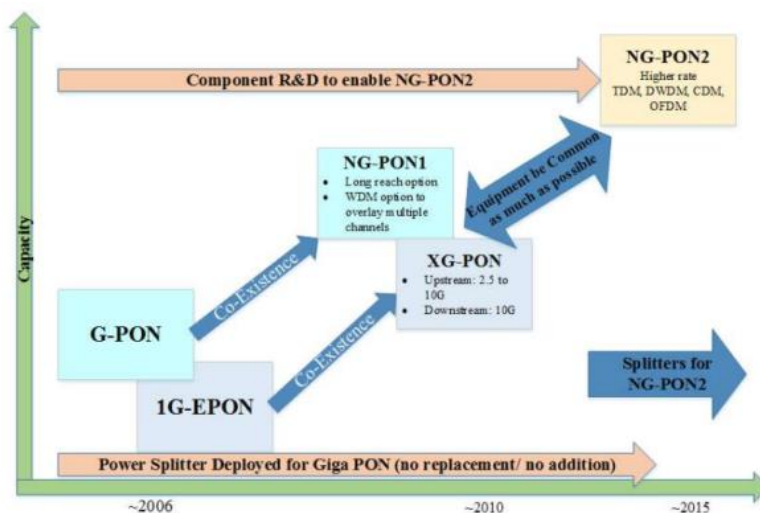 NG-PON2
Higher rate
TDM, DWDM, CDM,
OFDM
Component R&D to enable NG-PON2
NG-PON1
• Long reach option
• WDM option to
overlay multiple
channels
Equipment be Common
as much as possible
XG-PON
• Upstream: 2.5 to
10G
• Downstream: 10G
Capacity
Co-Existence
Co-Existence
G-PON
1G-EPON
Splitters for
NG-PON2
Power Splitter Deployed for Giga PON (no replacement/ no addition)
~2006
~2010
~2015